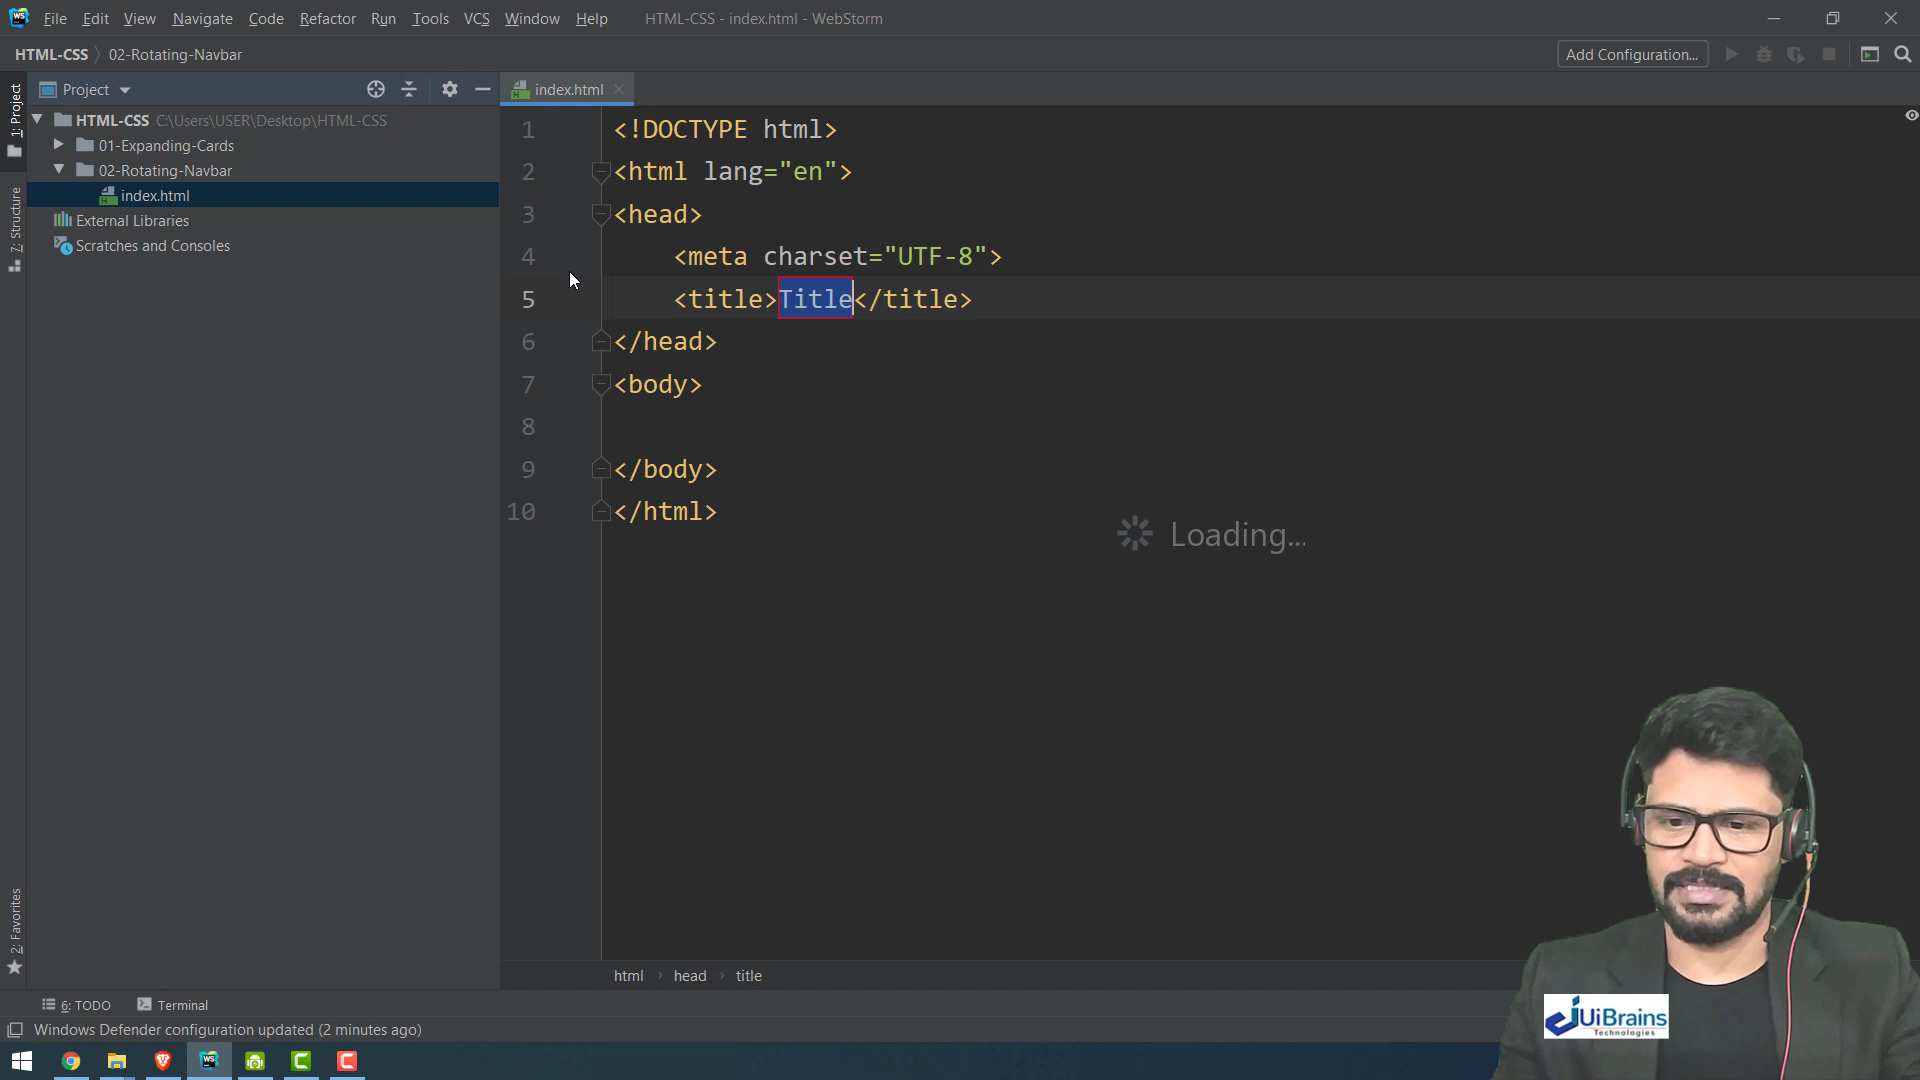 WS File Edit View Navigate Code Refactor Run Tools VCS Window Help HTML-CSS - index.html - WebStorm
HTML-CSS 02-Rotating-Navbar Add Configuration...
1: Project
Project
index.html
HTML-CSS C:\Users\USER\Desktop\HTML-CSS
01-Expanding-Cards
02-Rotating-Navbar
index.html
External Libraries
Scratches and Consoles
7: Structure
2: Favorites
1 <!DOCTYPE html>
2 <html lang="en">
3 <head>
4 <meta charset="UTF-8">
5 <title>Title</title>
6 </head>
7 <body>
8
9 </body>
10 </html>
Loading...
html › head › title
6: TODO Terminal
Windows Defender configuration updated (2 minutes ago)
WS
UiBrains
Technologies